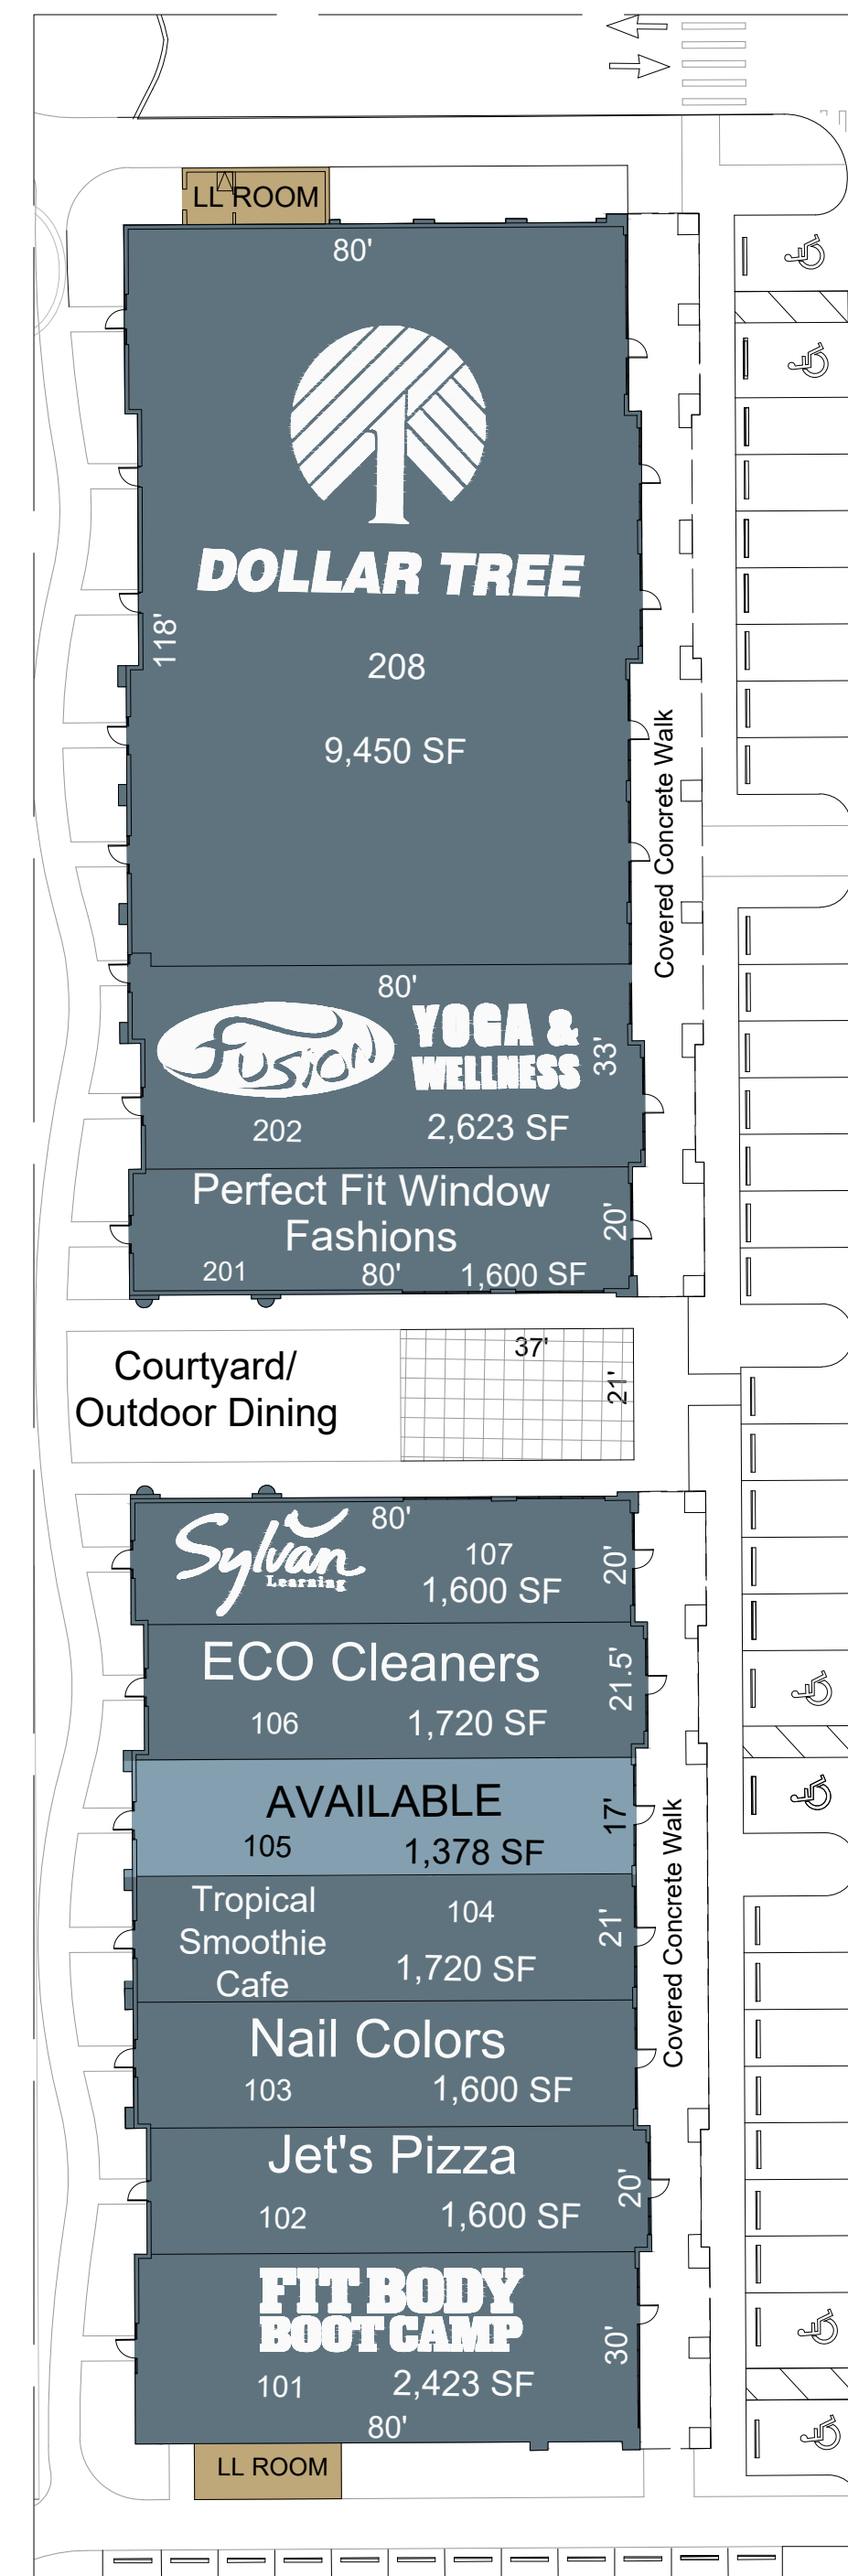 LL ROOM
80'
DOLLAR TREE
118'
208
9,450 SF
Covered Concrete Walk
80'
Fusion
YOGA &
WELLNESS
33'
202 2,623 SF
Perfect Fit Window
Fashions
20'
201 80' 1,600 SF
Courtyard/
Outdoor Dining
37'
21'
80'
Sylvan
Learning
107
1,600 SF
20'
ECO Cleaners
21.5'
106 1,720 SF
AVAILABLE
17'
105 1,378 SF
Covered Concrete Walk
Tropical
Smoothie
Cafe
104
21'
1,720 SF
Nail Colors
103 1,600 SF
Jet's Pizza
20'
102 1,600 SF
FIT BODY
BOOT CAMP
30'
101 2,423 SF
80'
LL ROOM